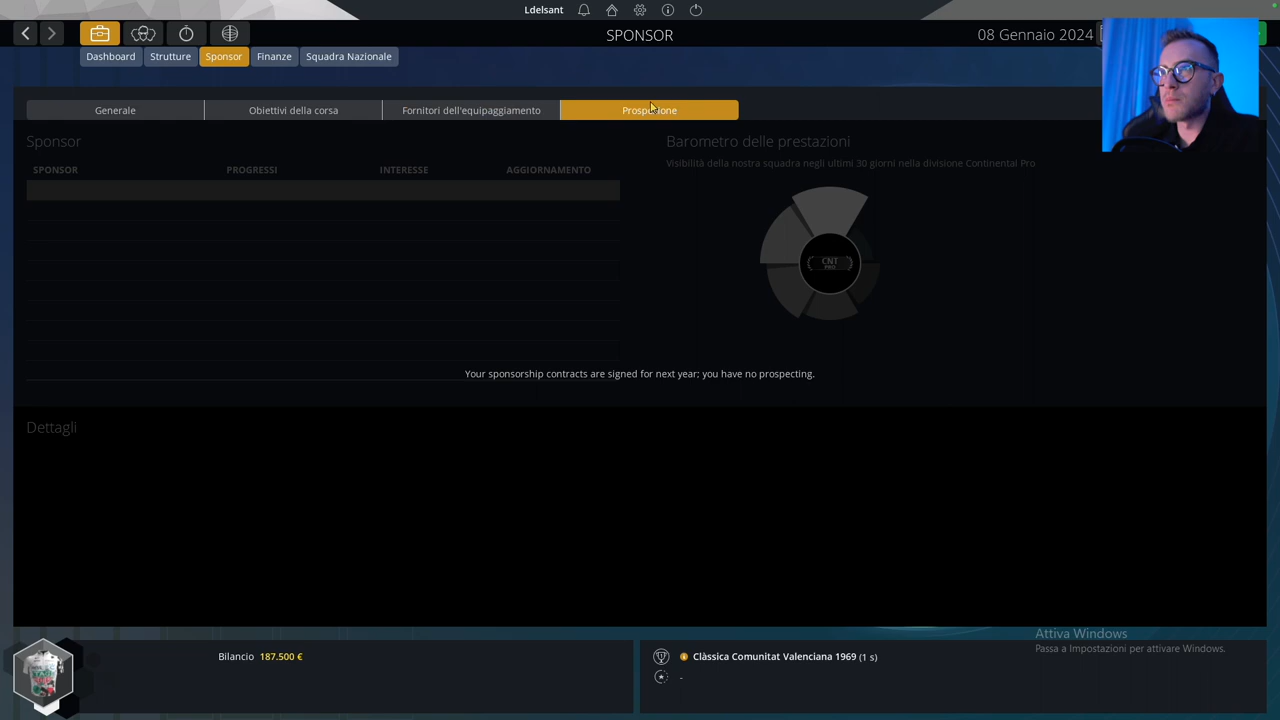 Ldelsant
SPONSOR
08 Gennaio 2024
Dashboard
Strutture
Sponsor
Finanze
Squadra Nazionale
Generale
Obiettivi della corsa
Fornitori dell'equipaggiamento
Prospezione
Sponsor
SPONSOR PROGRESSI INTERESSE AGGIORNAMENTO
Barometro delle prestazioni
Visibilità della nostra squadra negli ultimi 30 giorni nella divisione Continental Pro
CNT
PRO
Your sponsorship contracts are signed for next year; you have no prospecting.
Dettagli
Bilancio 187.500 €
Clàssica Comunitat Valenciana 1969 (1 s)
-
Attiva Windows
Passa a Impostazioni per attivare Windows.